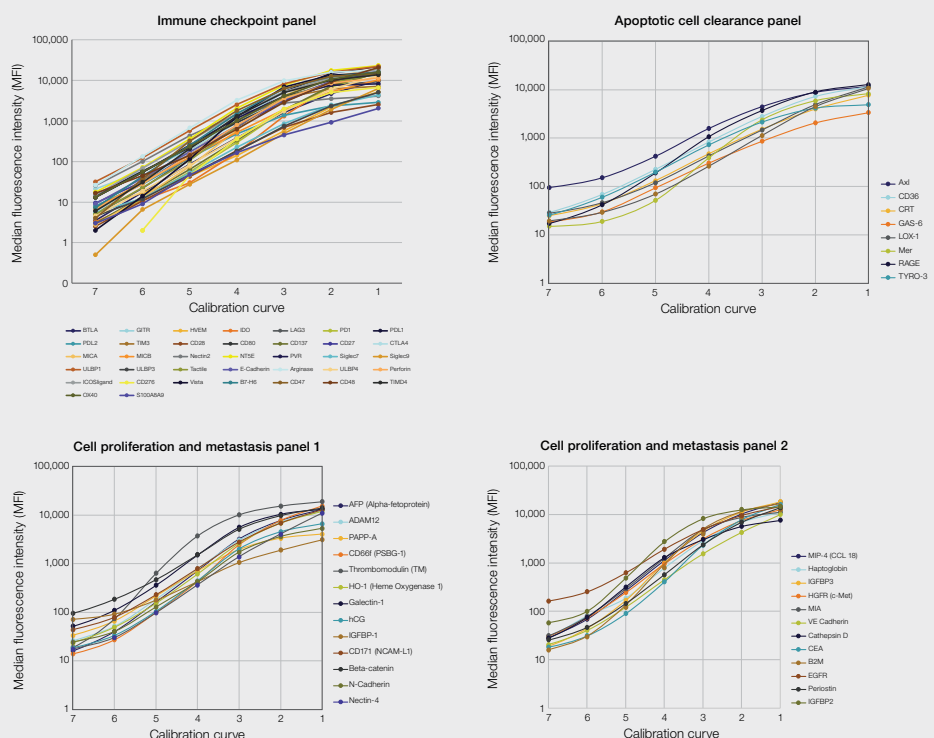 Immune checkpoint panel
Median fluorescence intensity (MFI)
100,000
10,000
1,000
100
10
1
0
7 6 5 4 3 2 1
Calibration curve
BTLA GITR HVEM IDO LAG3 PD1 PDL1
PDL2 TIM3 CD28 CD80 CD137 CD27 CTLA4
MICA MICB Nectin2 NT5E PVR Siglec7 Siglec9
ULBP1 ULBP3 Tactile E-Cadherin Arginase ULBP4 Perforin
ICOSligand CD276 Vista B7-H6 CD47 CD48 TIMD4
OX40 S100A8A9
Apoptotic cell clearance panel
Median fluorescence intensity (MFI)
100,000
10,000
1,000
100
10
1
7 6 5 4 3 2 1
Calibration curve
Axl
CD36
CRT
GAS-6
LOX-1
Mer
RAGE
TYRO-3
Cell proliferation and metastasis panel 1
Median fluorescence intensity (MFI)
100,000
10,000
1,000
100
10
1
7 6 5 4 3 2 1
Calibration curve
AFP (Alpha-fetoprotein)
ADAM12
PAPP-A
CD66f (PSBG-1)
Thrombomodulin (TM)
HO-1 (Heme Oxygenase 1)
Galectin-1
hCG
IGFBP-1
CD171 (NCAM-L1)
Beta-catenin
N-Cadherin
Nectin-4
Cell proliferation and metastasis panel 2
Median fluorescence intensity (MFI)
100,000
10,000
1,000
100
10
1
7 6 5 4 3 2 1
Calibration curve
MIP-4 (CCL 18)
Haptoglobin
IGFBP3
HGFR (c-Met)
MIA
VE Cadherin
Cathepsin D
CEA
B2M
EGFR
Periostin
IGFBP2